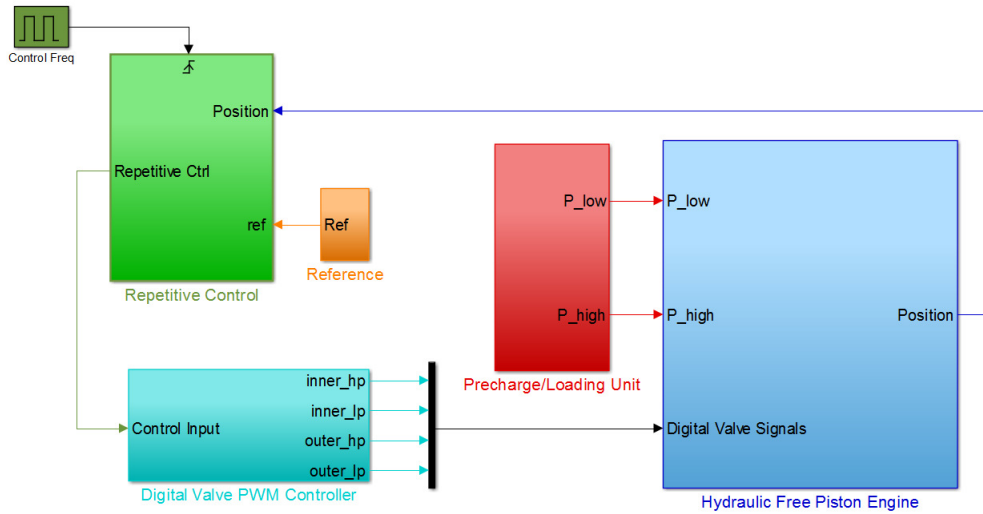 Control Freq
Position
Repetitive Ctrl
ref
Repetitive Control
Ref
Reference
P_low
P_high
Precharge/Loading Unit
P_low
P_high
Position
Digital Valve Signals
Hydraulic Free Piston Engine
Control Input
inner_hp
inner_lp
outer_hp
outer_lp
Digital Valve PWM Controller